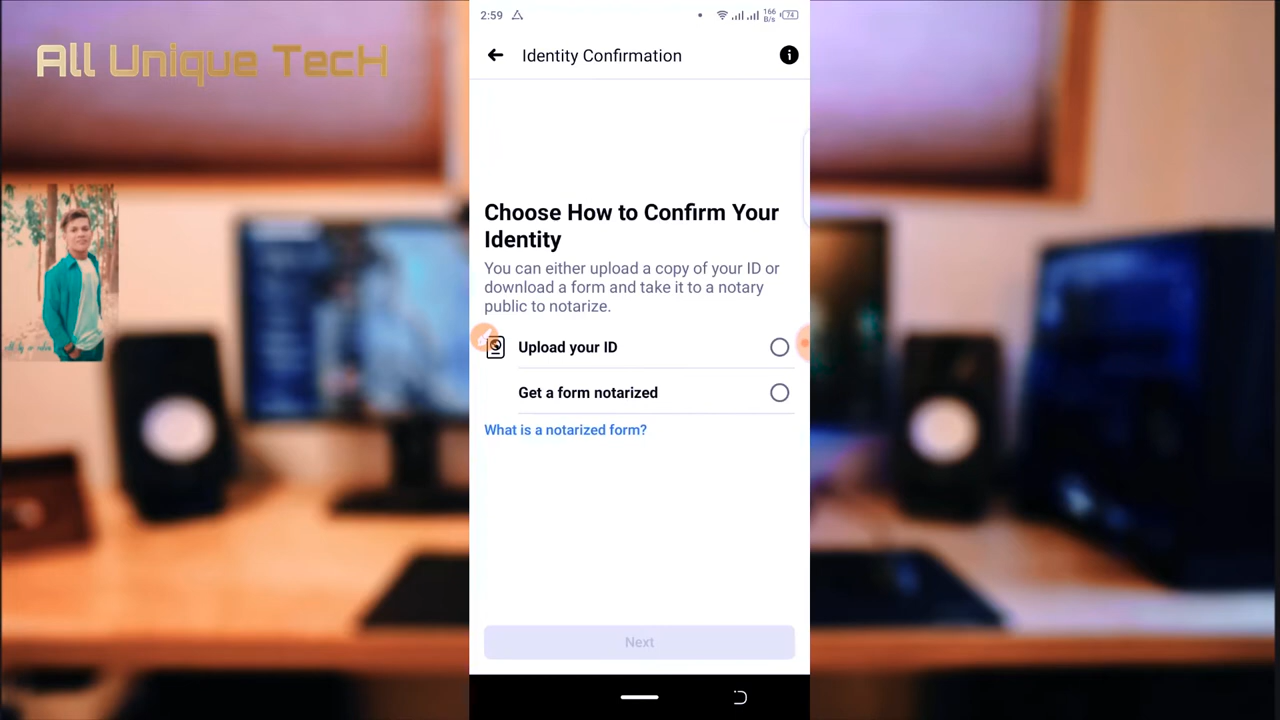 All Unique TecH
2:59
166
B/s
74
Identity Confirmation
Choose How to Confirm Your
Identity
You can either upload a copy of your ID or
download a form and take it to a notary
public to notarize.
Upload your ID
Get a form notarized
What is a notarized form?
Next